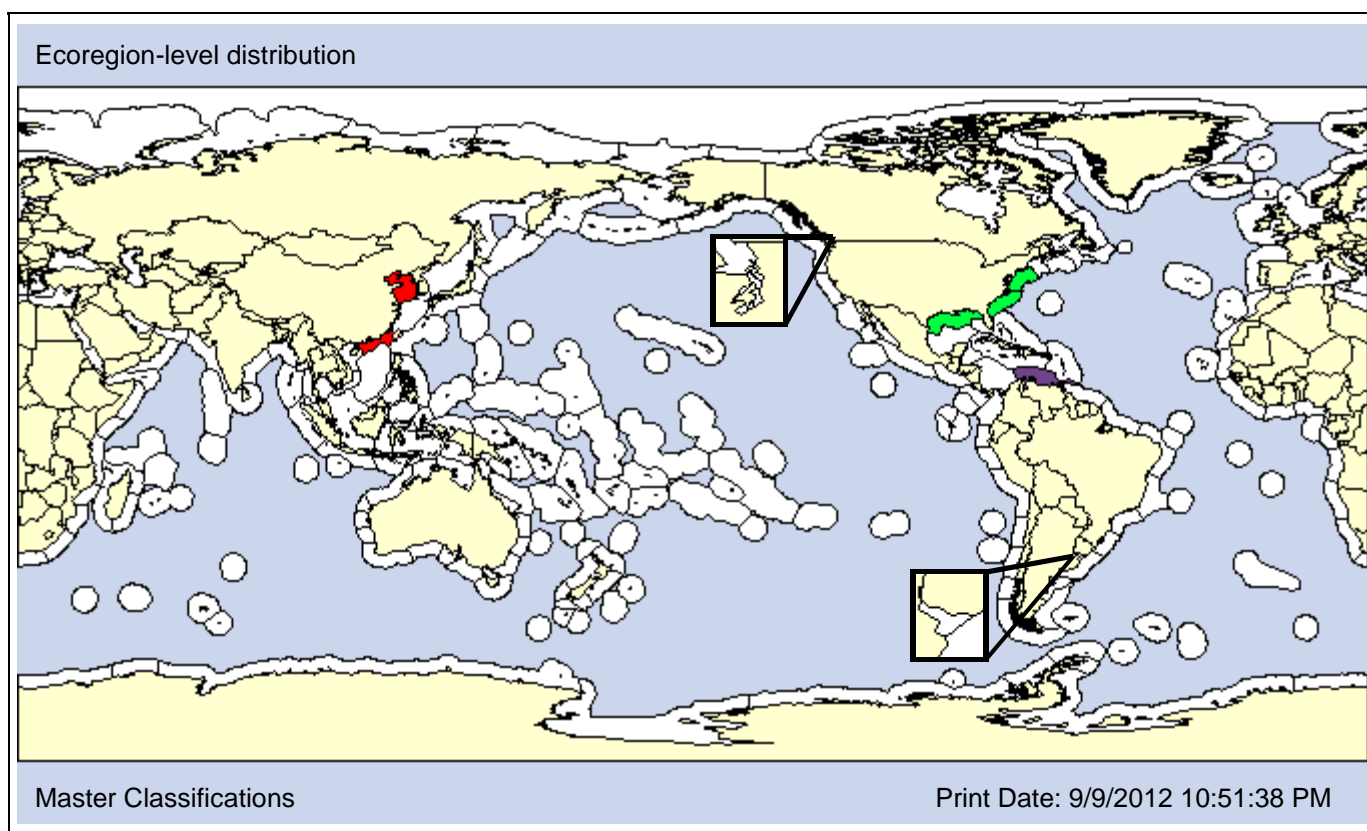 Ecoregion-level distribution
Master Classifications
Print Date: 9/9/2012 10:51:38 PM